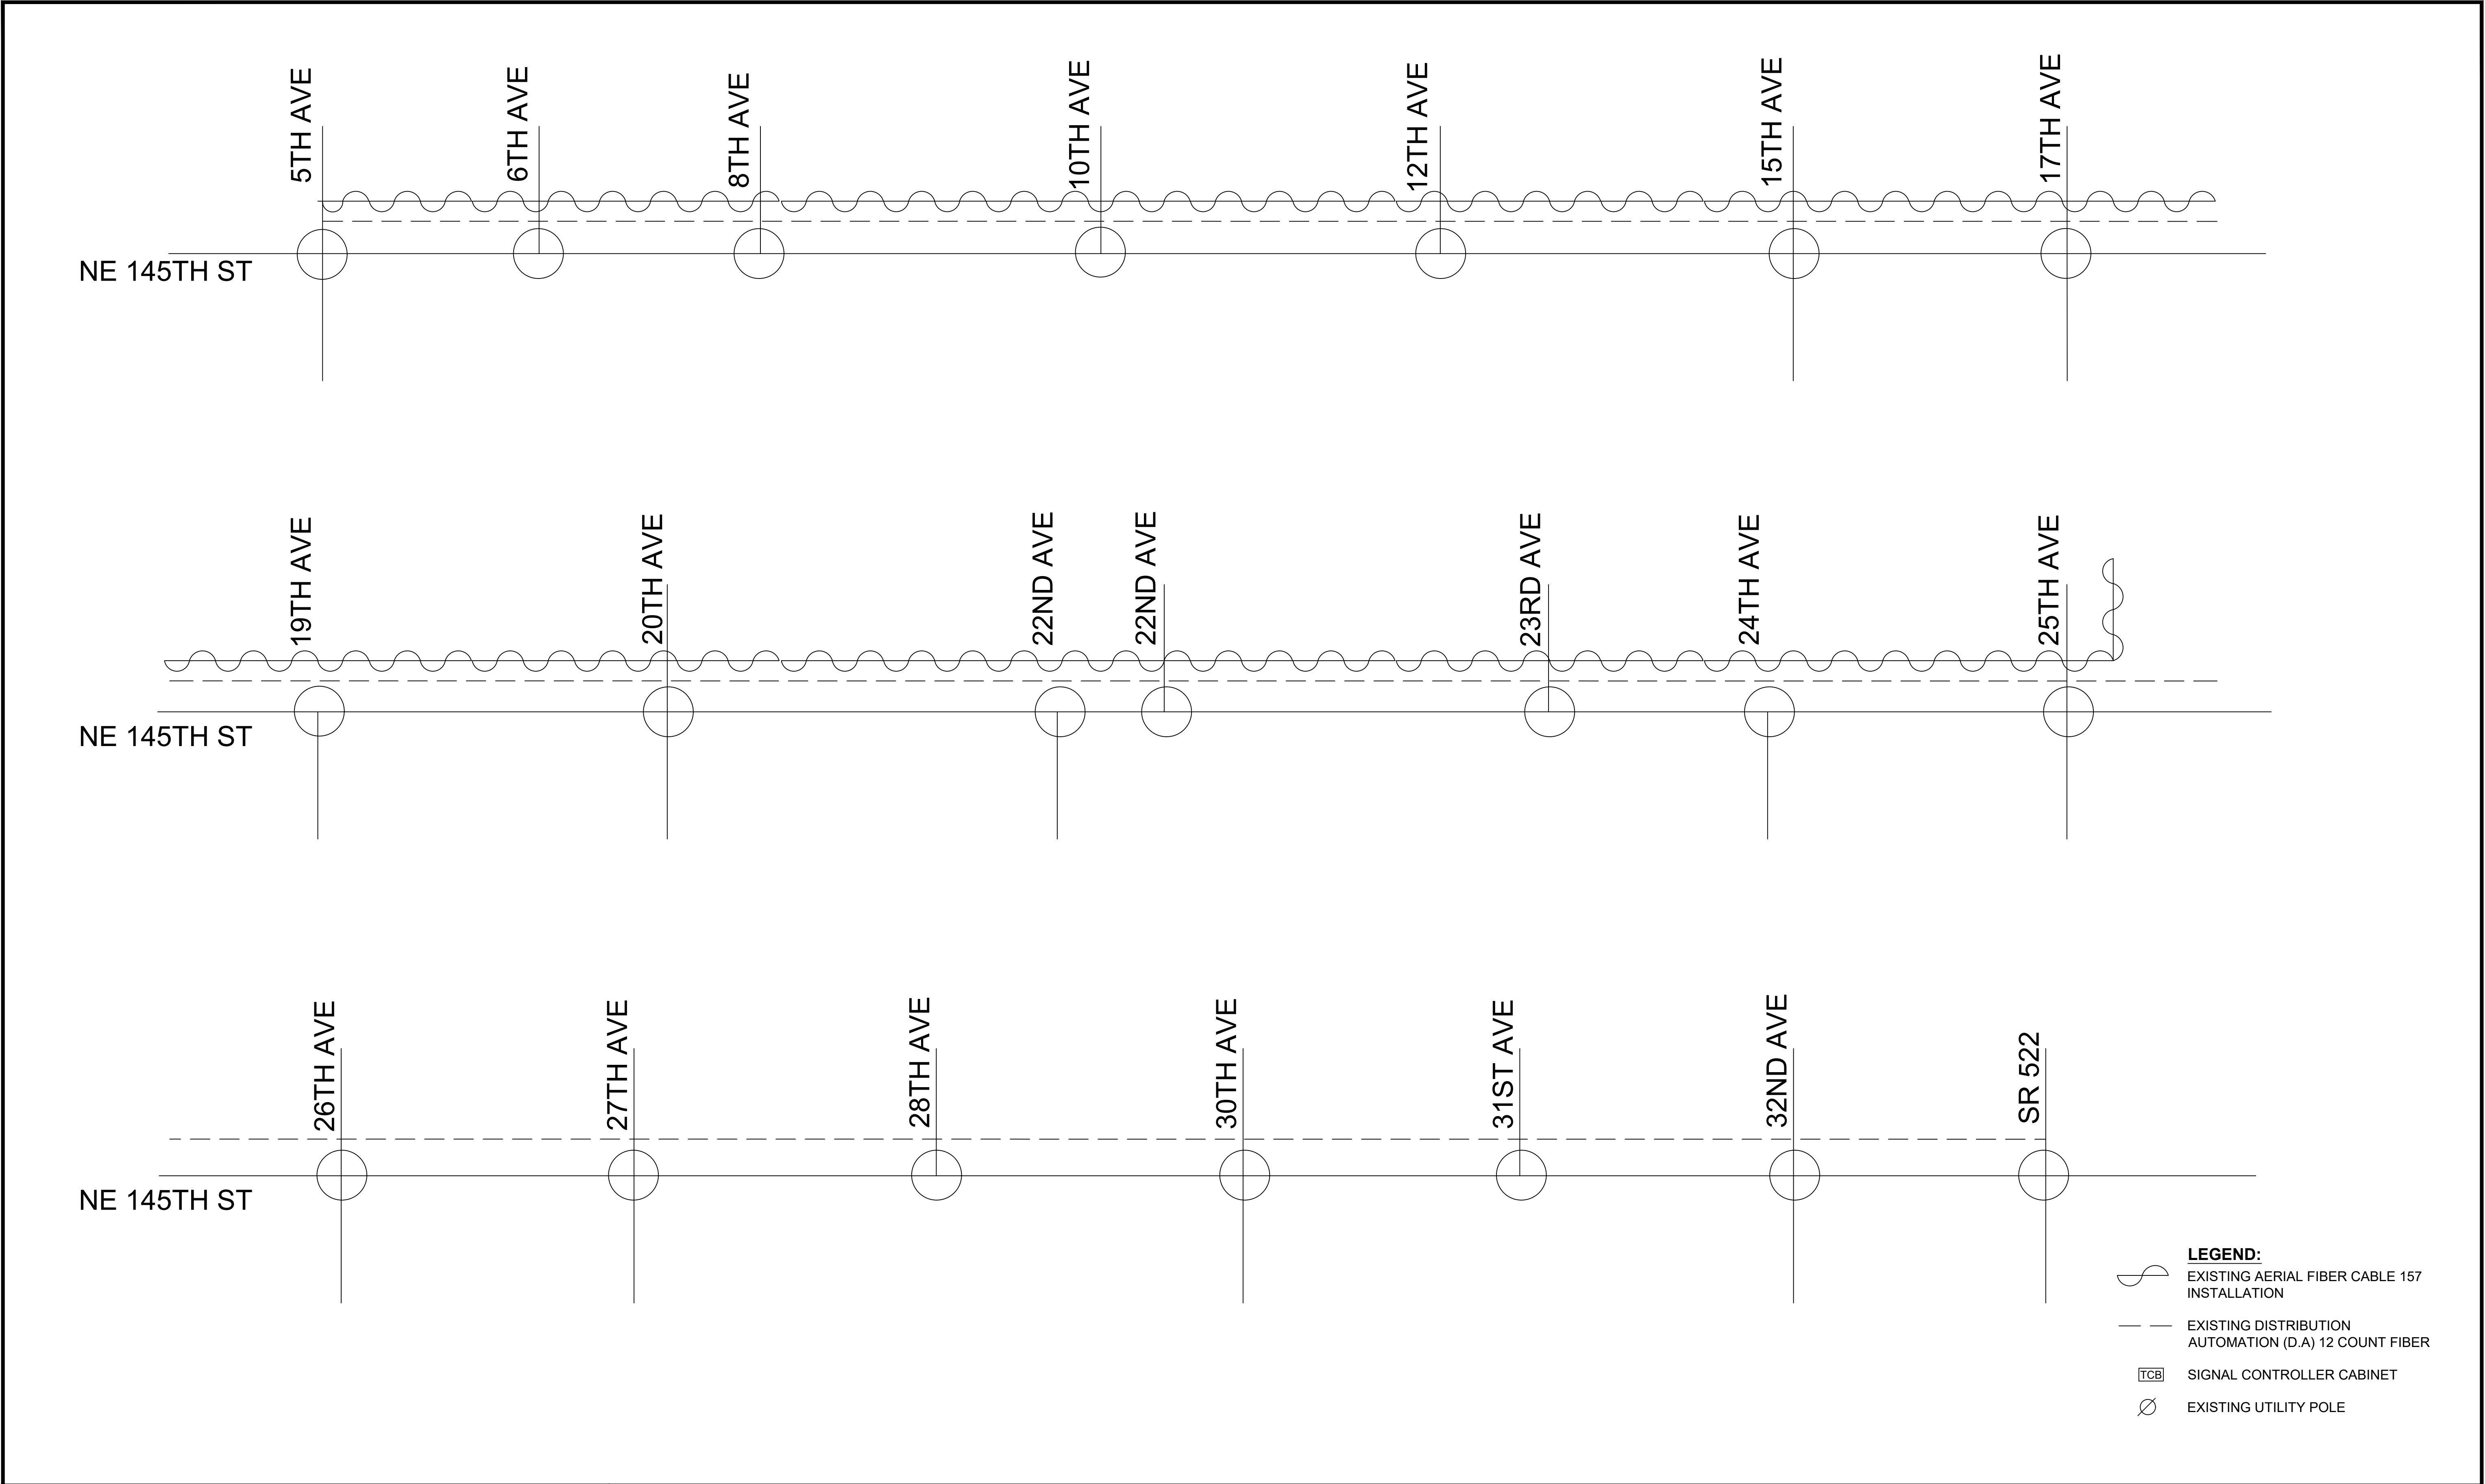 5TH AVE
6TH AVE
8TH AVE
10TH AVE
12TH AVE
15TH AVE
17TH AVE
NE 145TH ST
19TH AVE
20TH AVE
22ND AVE
22ND AVE
23RD AVE
24TH AVE
25TH AVE
NE 145TH ST
26TH AVE
27TH AVE
28TH AVE
30TH AVE
31ST AVE
32ND AVE
SR 522
NE 145TH ST
LEGEND:
EXISTING AERIAL FIBER CABLE 157
INSTALLATION
EXISTING DISTRIBUTION
AUTOMATION (D.A) 12 COUNT FIBER
TCB SIGNAL CONTROLLER CABINET
EXISTING UTILITY POLE